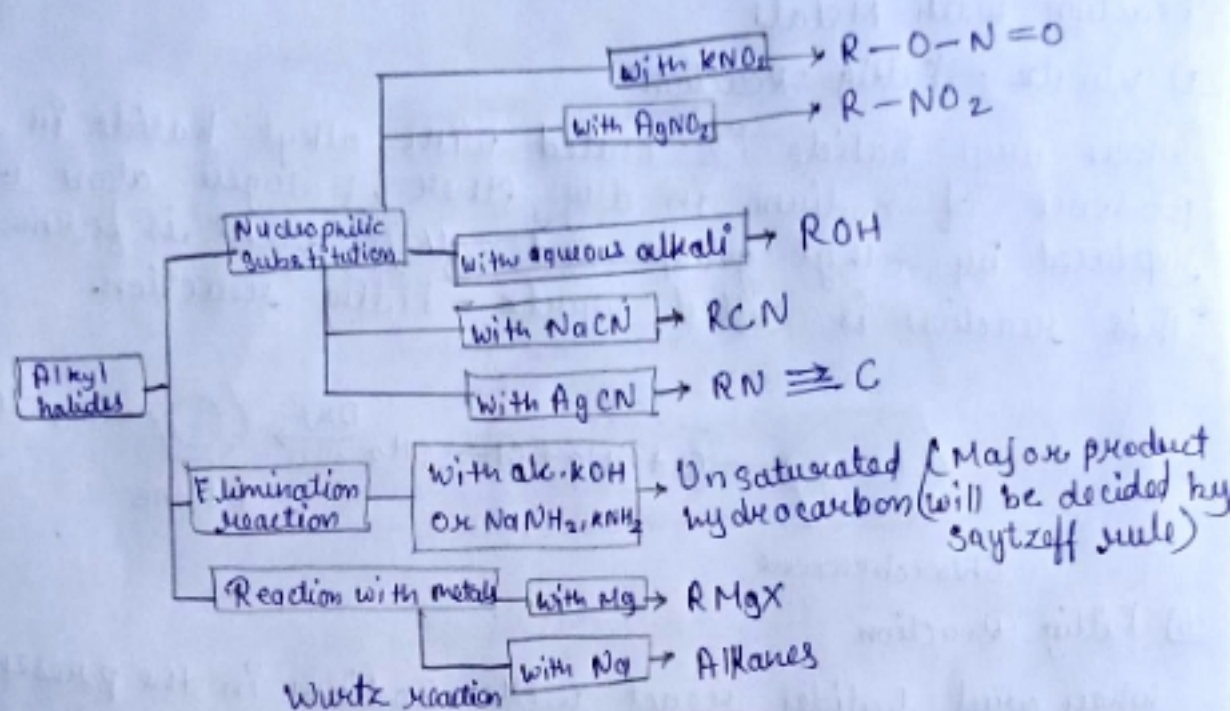 with KNO2 → R-O-N=O
with AgNO2 → R-NO2
Nucleophilic
substitution
with aqueous alkali → ROH
with NaCN → RCN
Alkyl
halides
with AgCN → RN ⇉ C
Elimination
reaction
with alc. KOH
or NaNH2, KNH2
→ Unsaturated
hydrocarbon
(Major product
will be decided by
Saytzeff rule)
Reaction with metals
with Mg → RMgX
with Na → Alkanes
Wurtz reaction